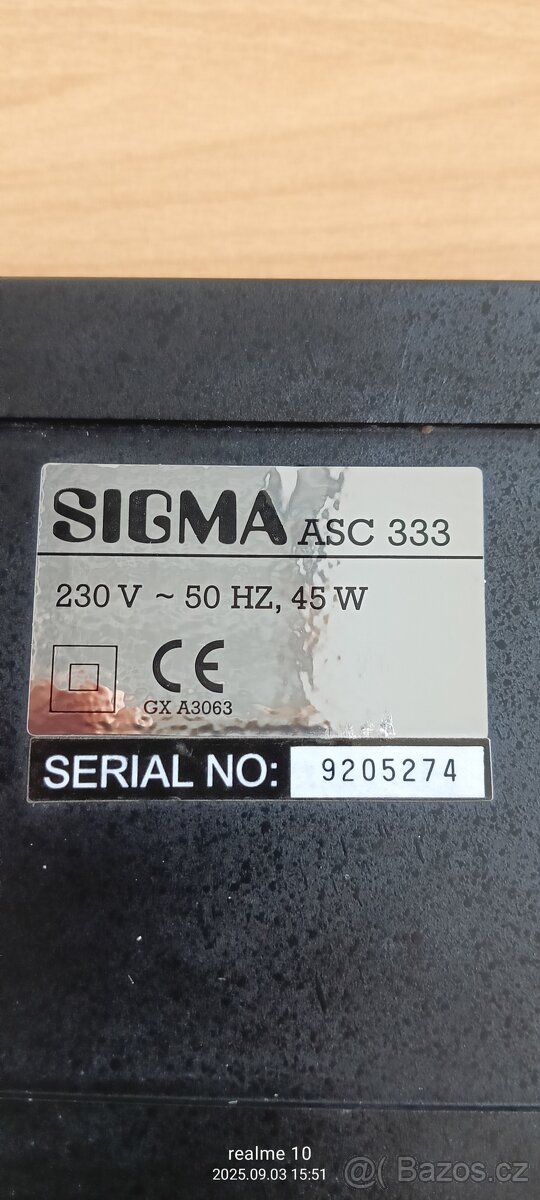 SIGMA ASC 333
230 V ~ 50 HZ, 45 W
CE
GX A3063
SERIAL NO: 9205274
realme 10
2025.09.03 15:51
@ Bazos.cz